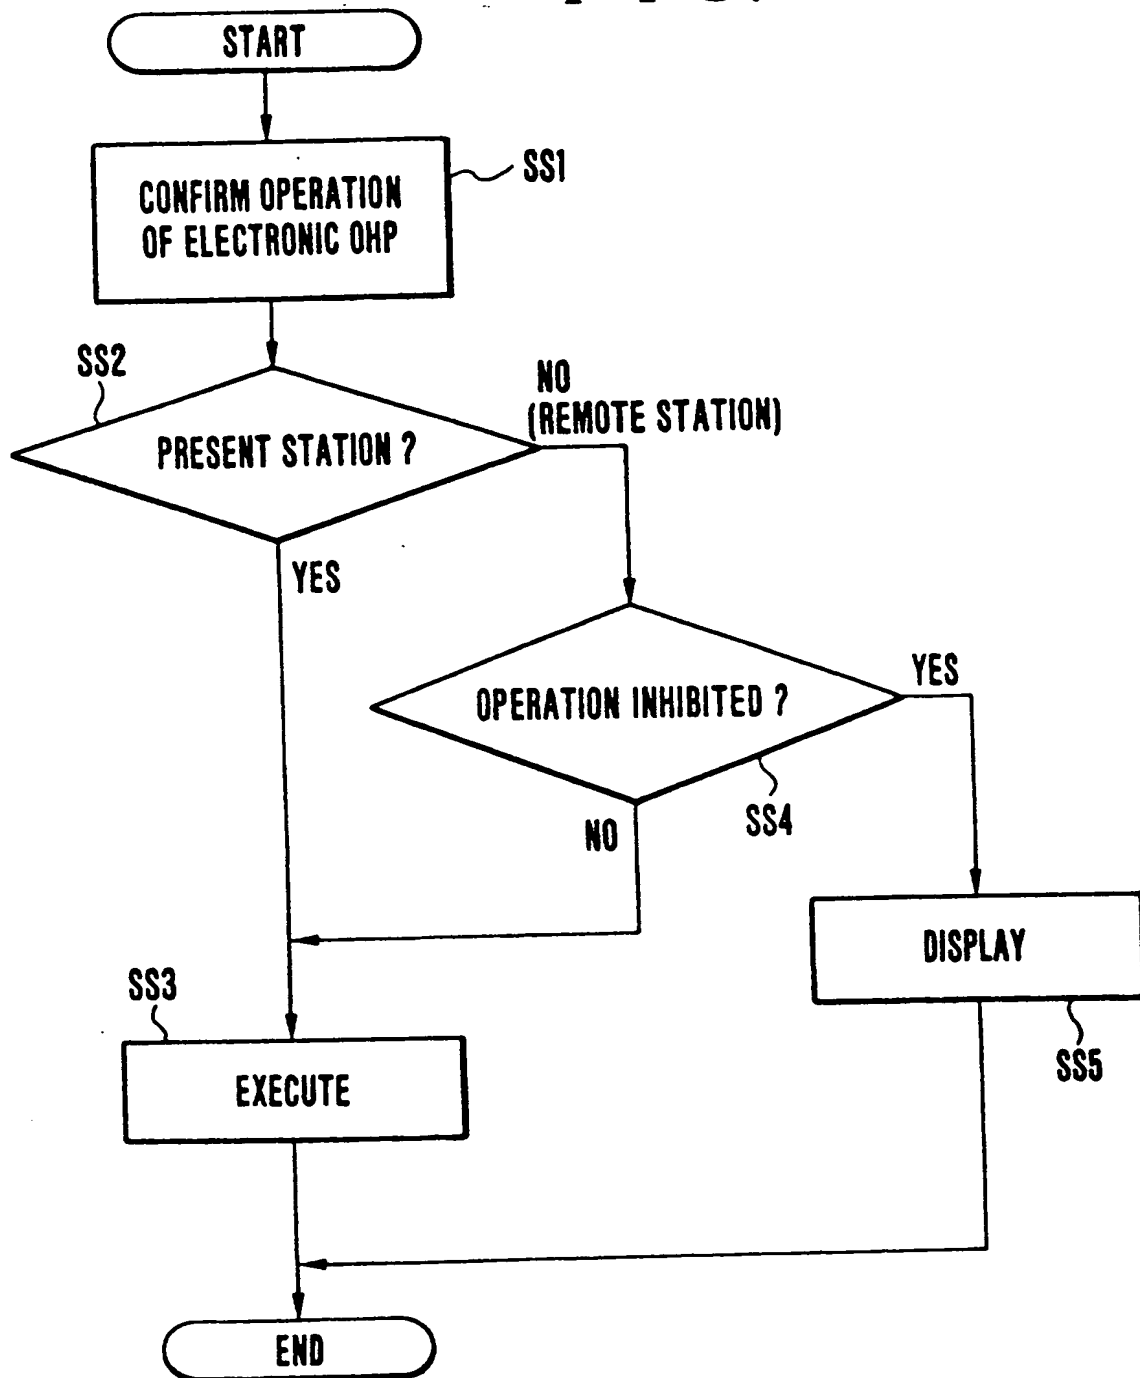 START
CONFIRM OPERATION
OF ELECTRONIC OHP
SS1
SS2
PRESENT STATION ?
NO
(REMOTE STATION)
YES
OPERATION INHIBITED ?
YES
SS4
NO
DISPLAY
SS5
SS3
EXECUTE
END